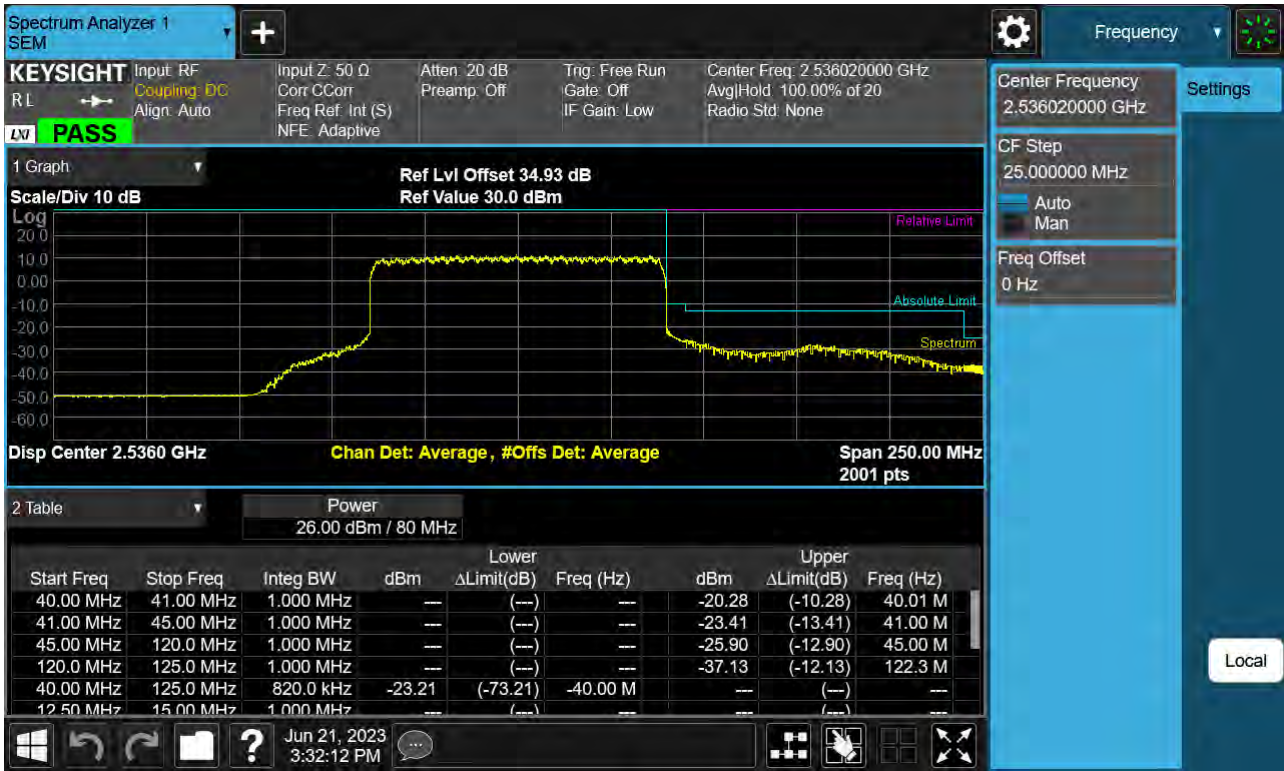 Spectrum Analyzer 1
SEM
Frequency
KEYSIGHT
R L
LXI PASS
Input: RF
Coupling: DC
Align: Auto
Input Z: 50 Ω
Corr CCorr
Freq Ref: Int (S)
NFE: Adaptive
Atten: 20 dB
Preamp: Off
Trig: Free Run
Gate: Off
IF Gain: Low
Center Freq: 2.536020000 GHz
Avg|Hold: 100.00% of 20
Radio Std: None
Center Frequency
2.536020000 GHz
Settings
CF Step
25.000000 MHz
Auto
Man
Freq Offset
0 Hz
Local
1 Graph
Ref Lvl Offset 34.93 dB
Scale/Div 10 dB
Ref Value 30.0 dBm
Log
20.0
10.0
0.00
-10.0
-20.0
-30.0
-40.0
-50.0
-60.0
Relative Limit
Absolute Limit
Spectrum
Disp Center 2.5360 GHz
Chan Det: Average, #Offs Det: Average
Span 250.00 MHz
2001 pts
2 Table
Power
26.00 dBm / 80 MHz
Lower Upper
Start Freq Stop Freq Integ BW dBm ΔLimit(dB) Freq (Hz) dBm ΔLimit(dB) Freq (Hz)
40.00 MHz 41.00 MHz 1.000 MHz --- (---) --- -20.28 (-10.28) 40.01 M
41.00 MHz 45.00 MHz 1.000 MHz --- (---) --- -23.41 (-13.41) 41.00 M
45.00 MHz 120.0 MHz 1.000 MHz --- (---) --- -25.90 (-12.90) 45.00 M
120.0 MHz 125.0 MHz 1.000 MHz --- (---) --- -37.13 (-12.13) 122.3 M
40.00 MHz 125.0 MHz 820.0 kHz -23.21 (-73.21) -40.00 M --- (---) ---
12.50 MHz 15.00 MHz 1.000 MHz --- (---) --- --- (---) ---
Jun 21, 2023
3:32:12 PM